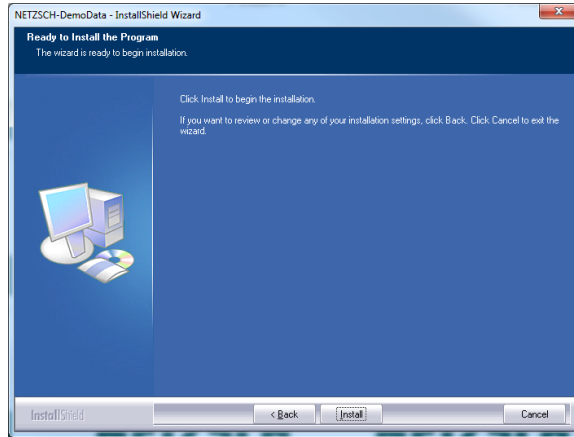 NETZSCH-DemoData - InstallShield Wizard
Ready to Install the Program
The wizard is ready to begin installation.
Click Install to begin the installation.
If you want to review or change any of your installation settings, click Back. Click Cancel to exit the
wizard.
InstallShield
< Back
Install
Cancel